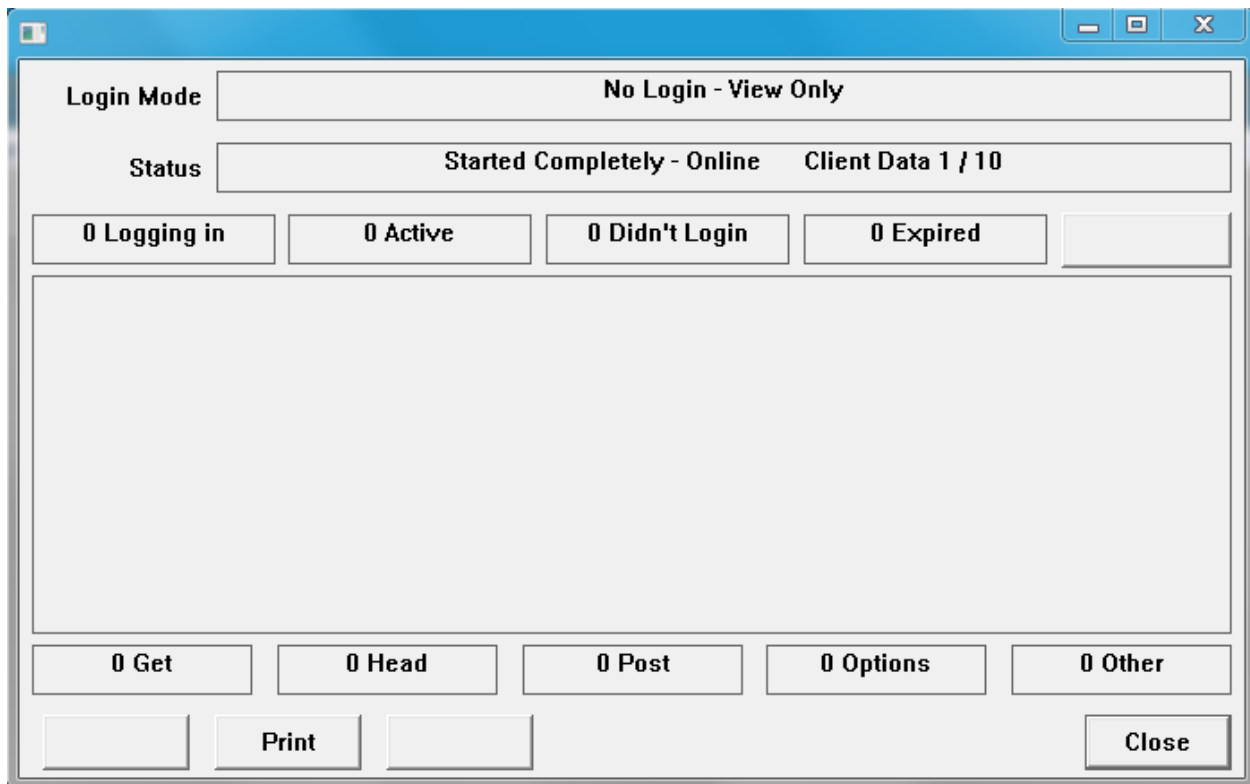 Login Mode No Login - View Only
Status Started Completely - Online Client Data 1 / 10
0 Logging in 0 Active 0 Didn't Login 0 Expired
0 Get 0 Head 0 Post 0 Options 0 Other
Print Close